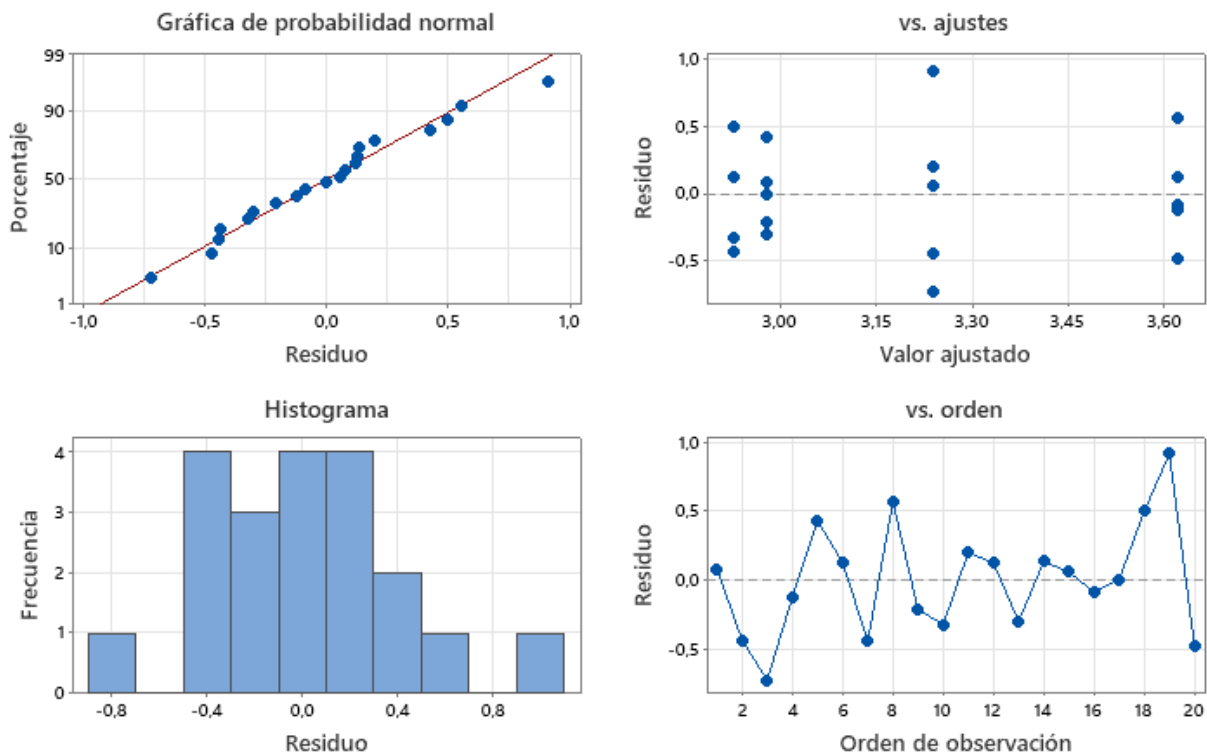 Gráfica de probabilidad normal
99
90
50
10
1
Porcentaje
-1,0 -0,5 0,0 0,5 1,0
Residuo
vs. ajustes
1,0
0,5
0,0
-0,5
Residuo
3,00 3,15 3,30 3,45 3,60
Valor ajustado
Histograma
4
3
2
1
0
Frecuencia
-0,8 -0,4 0,0 0,4 0,8
Residuo
vs. orden
1,0
0,5
0,0
-0,5
Residuo
2 4 6 8 10 12 14 16 18 20
Orden de observación